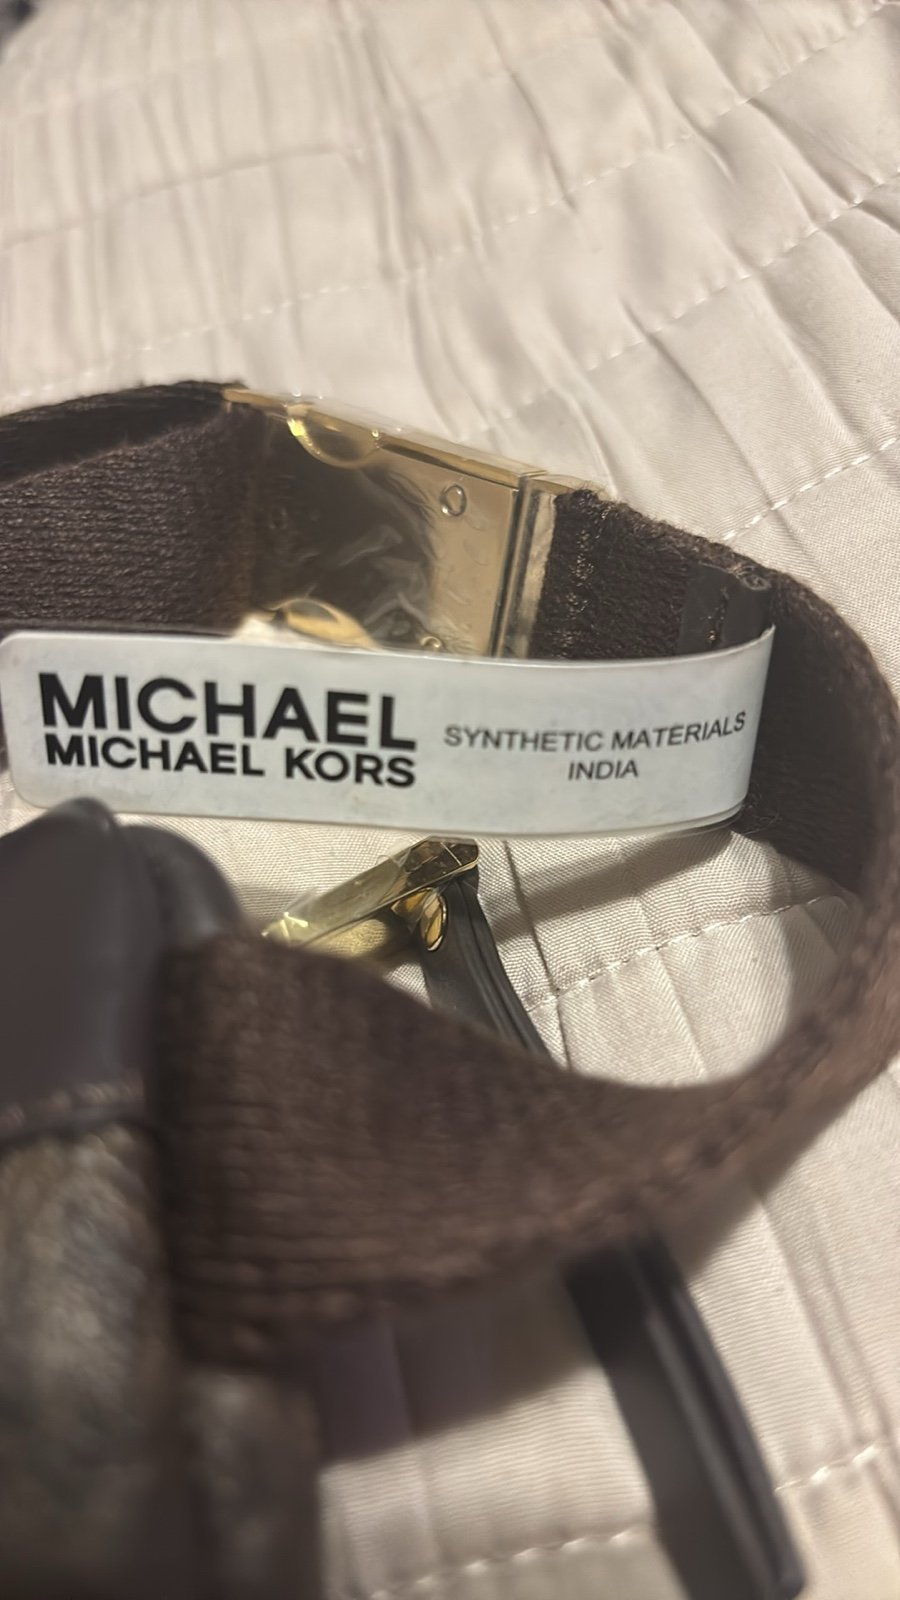 MICHAEL
MICHAEL KORS
SYNTHETIC MATERIALS
INDIA